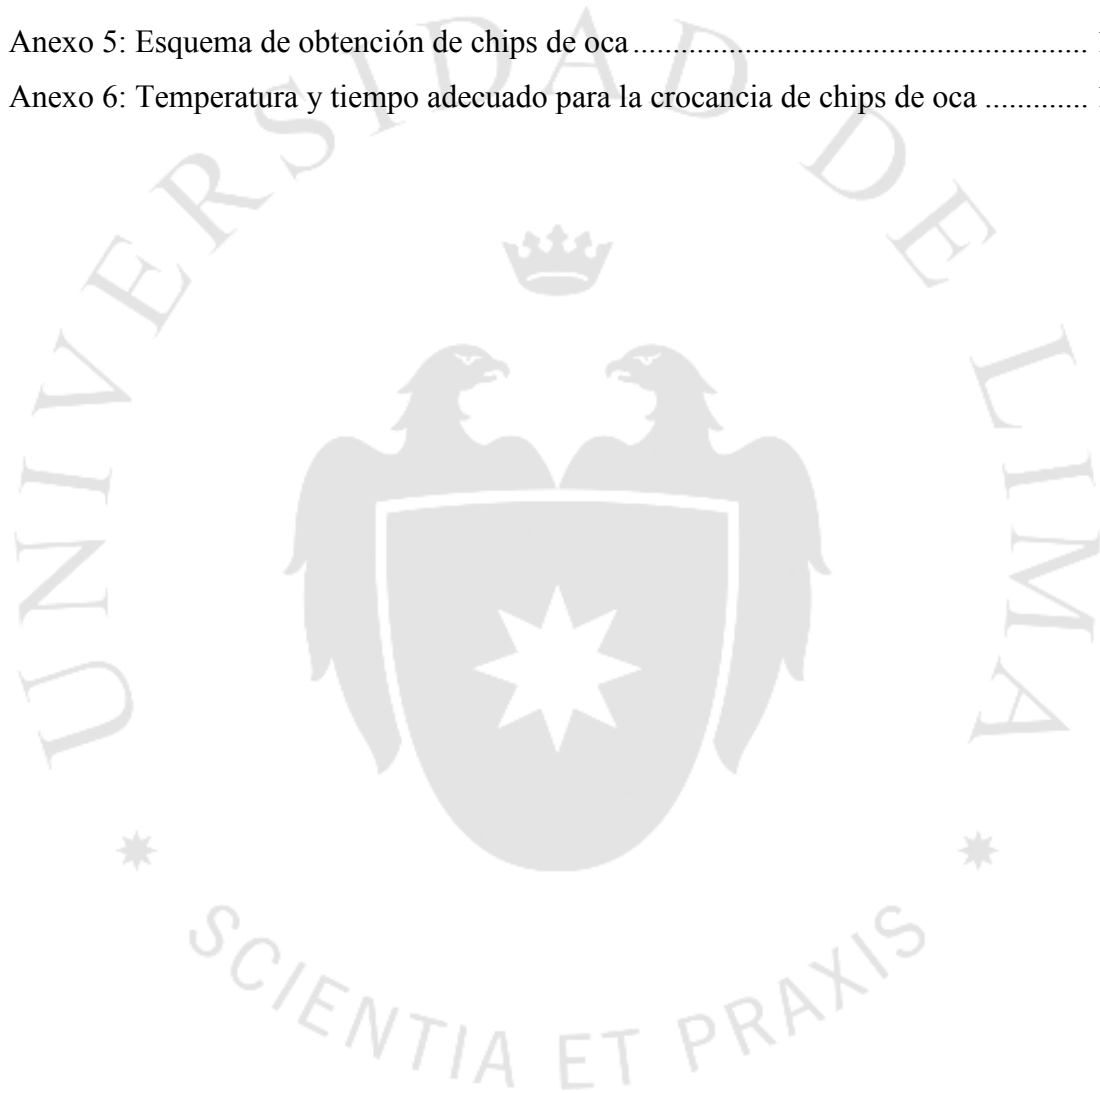 Anexo 5: Esquema de obtención de chips de oca ..........................................................
Anexo 6: Temperatura y tiempo adecuado para la crocancia de chips de oca .............
UNIVERSIDAD DE LIMA
SCIENTIA ET PRAXIS